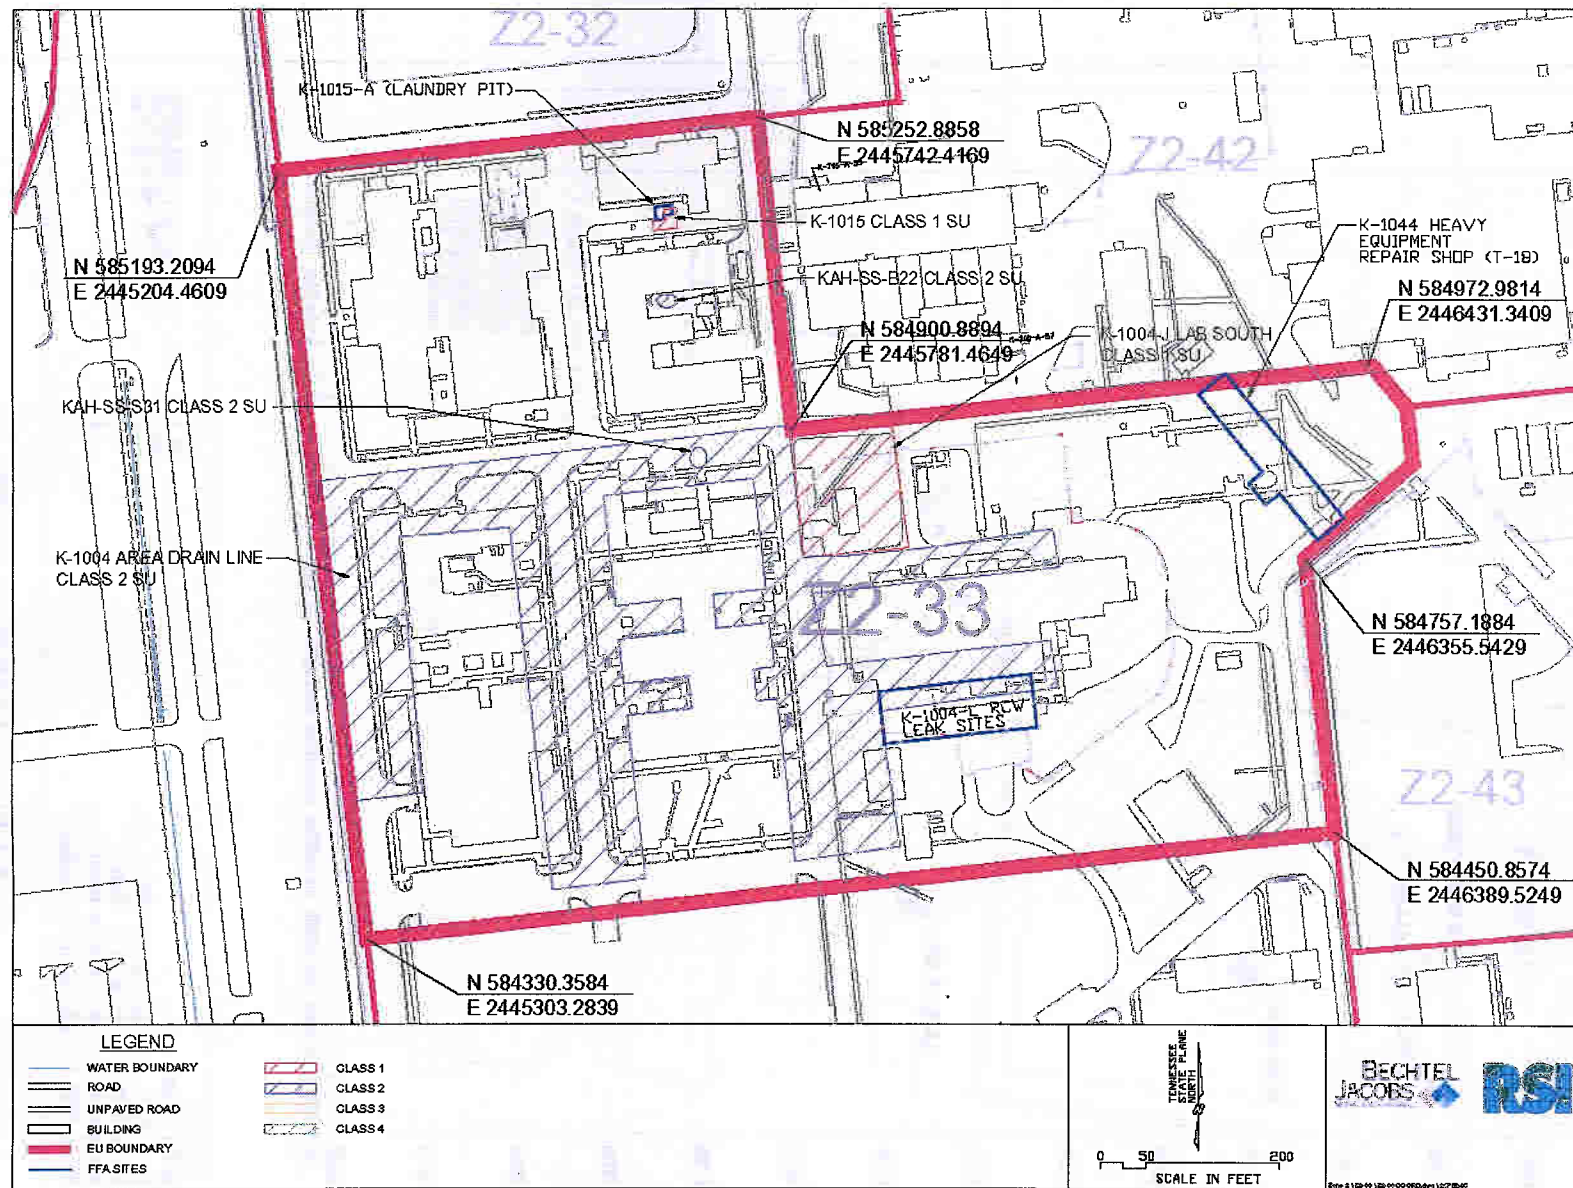 Z2-32
K-1015-A (LAUNDRY PIT)
N 585252.8858
E 2445742.4169
Z2-42
K-1015 CLASS 1 SU
K-1044 HEAVY
EQUIPMENT
REPAIR SHOP (T-18)
N 585193.2094
E 2445204.4609
KAH-SS-B22 CLASS 2 SU
N 584972.9814
E 2446431.3409
N 584900.8894
E 2445781.4649
K-1004-J LAB SOUTH
CLASS 1 SU
KAH-SS-S31 CLASS 2 SU
K-1004 AREA DRAIN LINE
CLASS 2 SU
Z2-33
N 584757.1884
E 2446355.5429
K-1004-L RCW
LEAK SITES
Z2-43
N 584450.8574
E 2446389.5249
N 584330.3584
E 2445303.2839
LEGEND
WATER BOUNDARY
ROAD
UNPAVED ROAD
BUILDING
EU BOUNDARY
FFA SITES
CLASS 1
CLASS 2
CLASS 3
CLASS 4
TENNESSEE
STATE PLANE
NORTH
0 50 200
SCALE IN FEET
BECHTEL
JACOBS
RSI